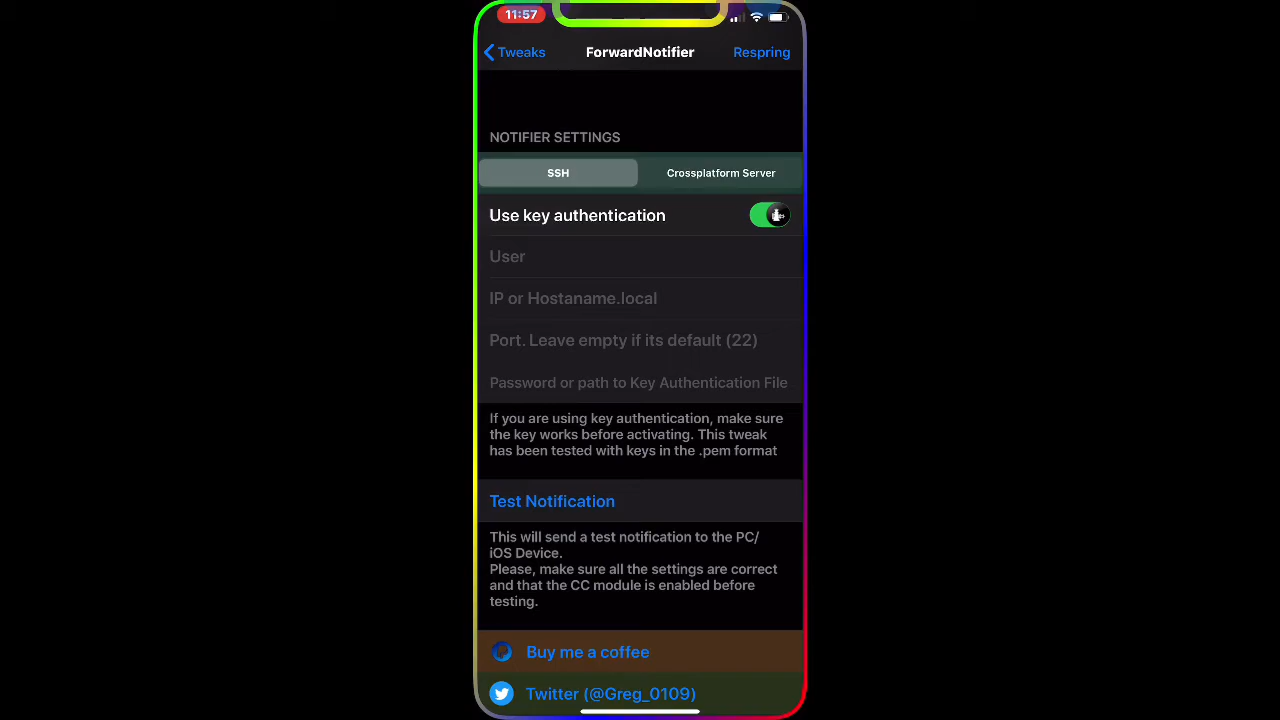 11:57
Tweaks
ForwardNotifier
Respring
NOTIFIER SETTINGS
SSH
Crossplatform Server
Use key authentication
User
IP or Hostaname.local
Port. Leave empty if its default (22)
Password or path to Key Authentication File
If you are using key authentication, make sure
the key works before activating. This tweak
has been tested with keys in the .pem format
Test Notification
This will send a test notification to the PC/
iOS Device.
Please, make sure all the settings are correct
and that the CC module is enabled before
testing.
Buy me a coffee
Twitter (@Greg_0109)